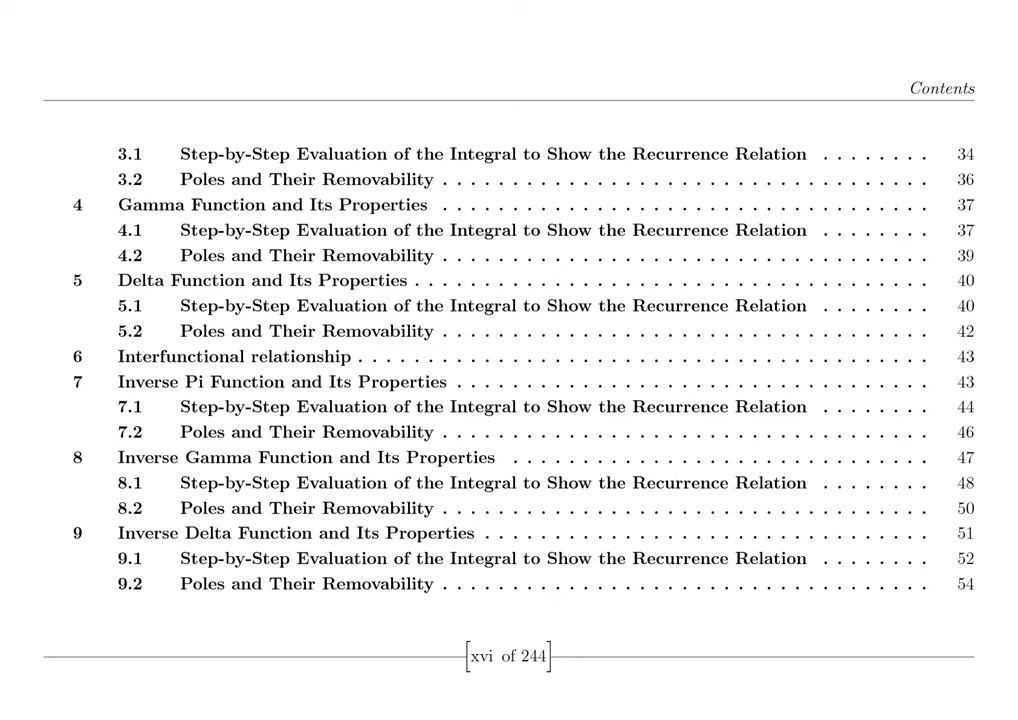 Contents
3.1 Step-by-Step Evaluation of the Integral to Show the Recurrence Relation . . . . . . . . 34
3.2 Poles and Their Removability . . . . . . . . . . . . . . . . . . . . . . . . . . . . . . . . . . . 36
4 Gamma Function and Its Properties . . . . . . . . . . . . . . . . . . . . . . . . . . . . . . . . . . . 37
4.1 Step-by-Step Evaluation of the Integral to Show the Recurrence Relation . . . . . . . . 37
4.2 Poles and Their Removability . . . . . . . . . . . . . . . . . . . . . . . . . . . . . . . . . . . 39
5 Delta Function and Its Properties . . . . . . . . . . . . . . . . . . . . . . . . . . . . . . . . . . . . . 40
5.1 Step-by-Step Evaluation of the Integral to Show the Recurrence Relation . . . . . . . . 40
5.2 Poles and Their Removability . . . . . . . . . . . . . . . . . . . . . . . . . . . . . . . . . . . 42
6 Interfunctional relationship . . . . . . . . . . . . . . . . . . . . . . . . . . . . . . . . . . . . . . . . . 43
7 Inverse Pi Function and Its Properties . . . . . . . . . . . . . . . . . . . . . . . . . . . . . . . . . . 43
7.1 Step-by-Step Evaluation of the Integral to Show the Recurrence Relation . . . . . . . . 44
7.2 Poles and Their Removability . . . . . . . . . . . . . . . . . . . . . . . . . . . . . . . . . . . 46
8 Inverse Gamma Function and Its Properties . . . . . . . . . . . . . . . . . . . . . . . . . . . . . . 47
8.1 Step-by-Step Evaluation of the Integral to Show the Recurrence Relation . . . . . . . . 48
8.2 Poles and Their Removability . . . . . . . . . . . . . . . . . . . . . . . . . . . . . . . . . . . 50
9 Inverse Delta Function and Its Properties . . . . . . . . . . . . . . . . . . . . . . . . . . . . . . . . 51
9.1 Step-by-Step Evaluation of the Integral to Show the Recurrence Relation . . . . . . . . 52
9.2 Poles and Their Removability . . . . . . . . . . . . . . . . . . . . . . . . . . . . . . . . . . . 54
[xvi of 244]